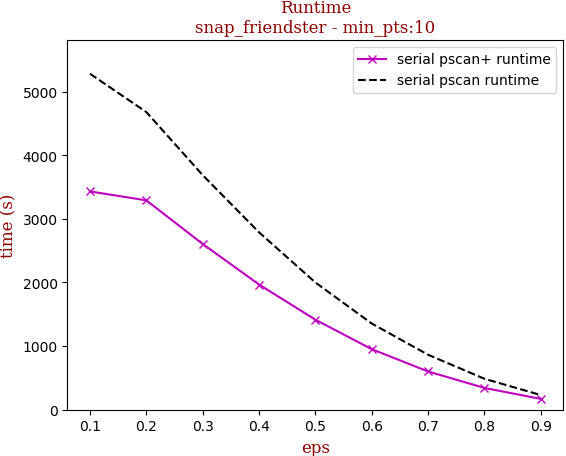 Runtime
snap_friendster - min_pts:10
serial pscan+ runtime
serial pscan runtime
time (s)
5000
4000
3000
2000
1000
0
0.1 0.2 0.3 0.4 0.5 0.6 0.7 0.8 0.9
eps